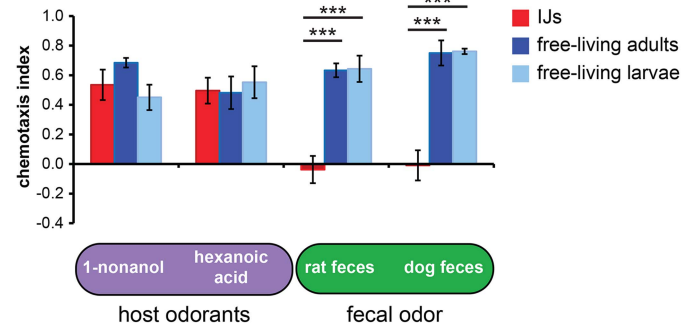 ***
***
***
***
IJs
free-living adults
free-living larvae
chemotaxis index
1.0
0.8
0.6
0.4
0.2
0.0
-0.2
-0.4
1-nonanol
hexanoic
acid
rat feces
dog feces
host odorants
fecal odor